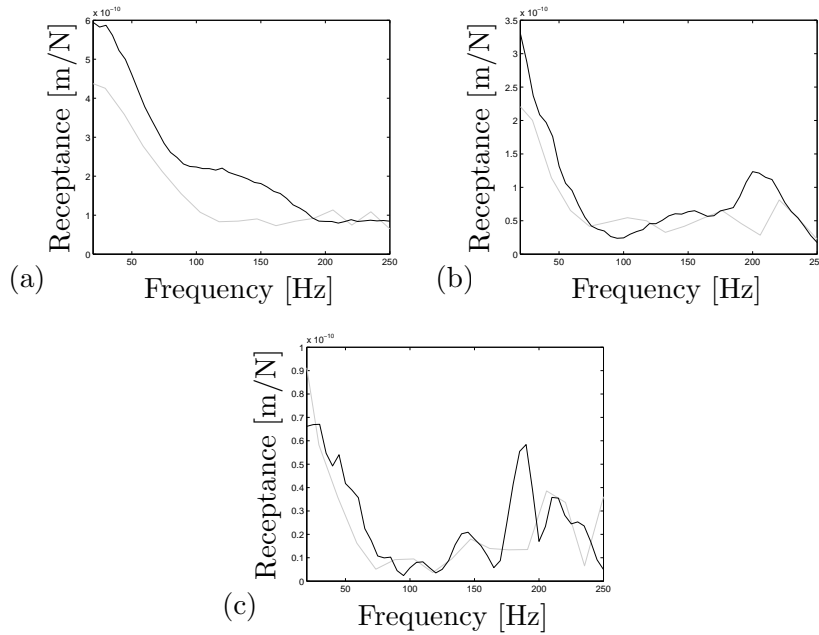 x 10⁻¹⁰
6
5
4
3
2
1
0
50 100 150 200 250
Receptance [m/N]
Frequency [Hz]
(a)
x 10⁻¹⁰
3.5
3
2.5
2
1.5
1
0.5
0
50 100 150 200 250
Receptance [m/N]
Frequency [Hz]
(b)
x 10⁻¹⁰
1
0.9
0.8
0.7
0.6
0.5
0.4
0.3
0.2
0.1
0
50 100 150 200 250
Receptance [m/N]
Frequency [Hz]
(c)